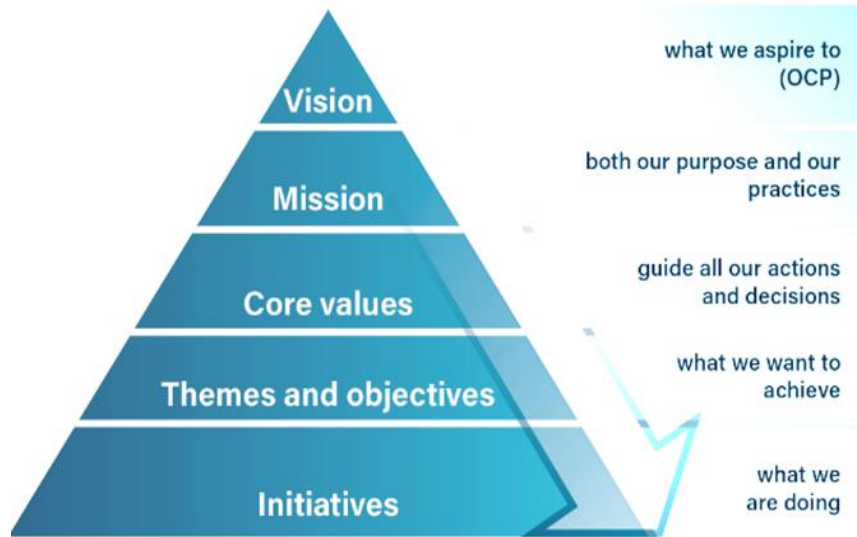 Vision
what we aspire to
(OCP)
Mission
both our purpose and our
practices
Core values
guide all our actions
and decisions
Themes and objectives
what we want to
achieve
Initiatives
what we
are doing